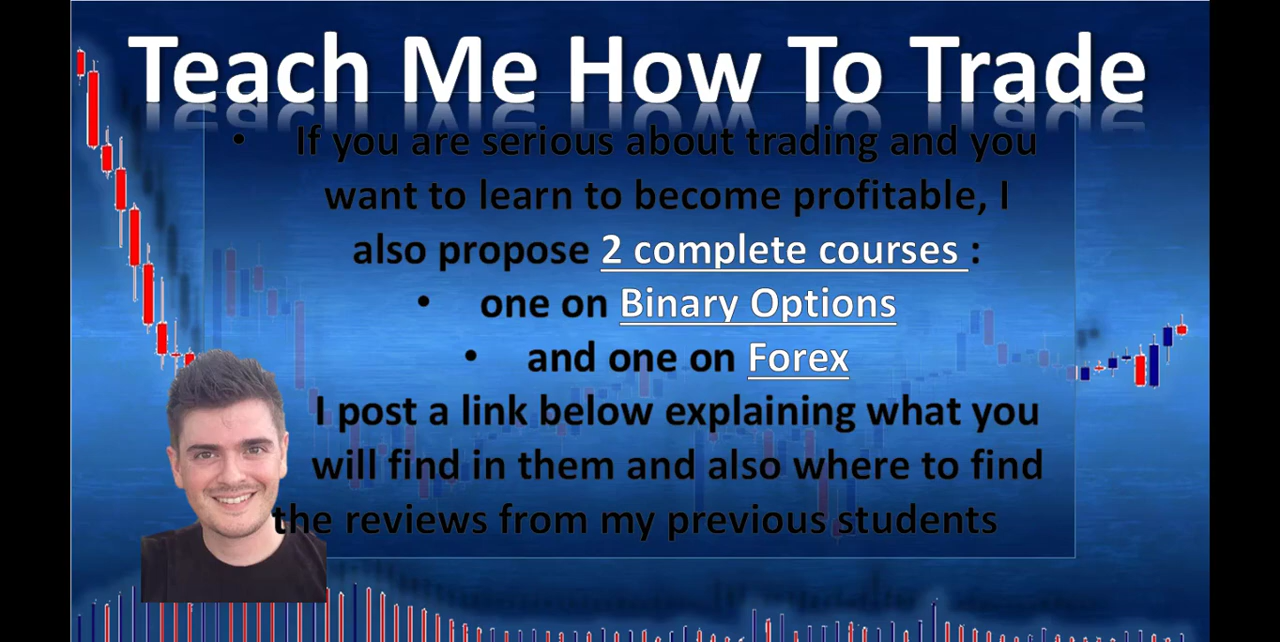 Teach Me How To Trade
• If you are serious about trading and you
want to learn to become profitable, I
also propose 2 complete courses :
• one on Binary Options
• and one on Forex
I post a link below explaining what you
will find in them and also where to find
the reviews from my previous students